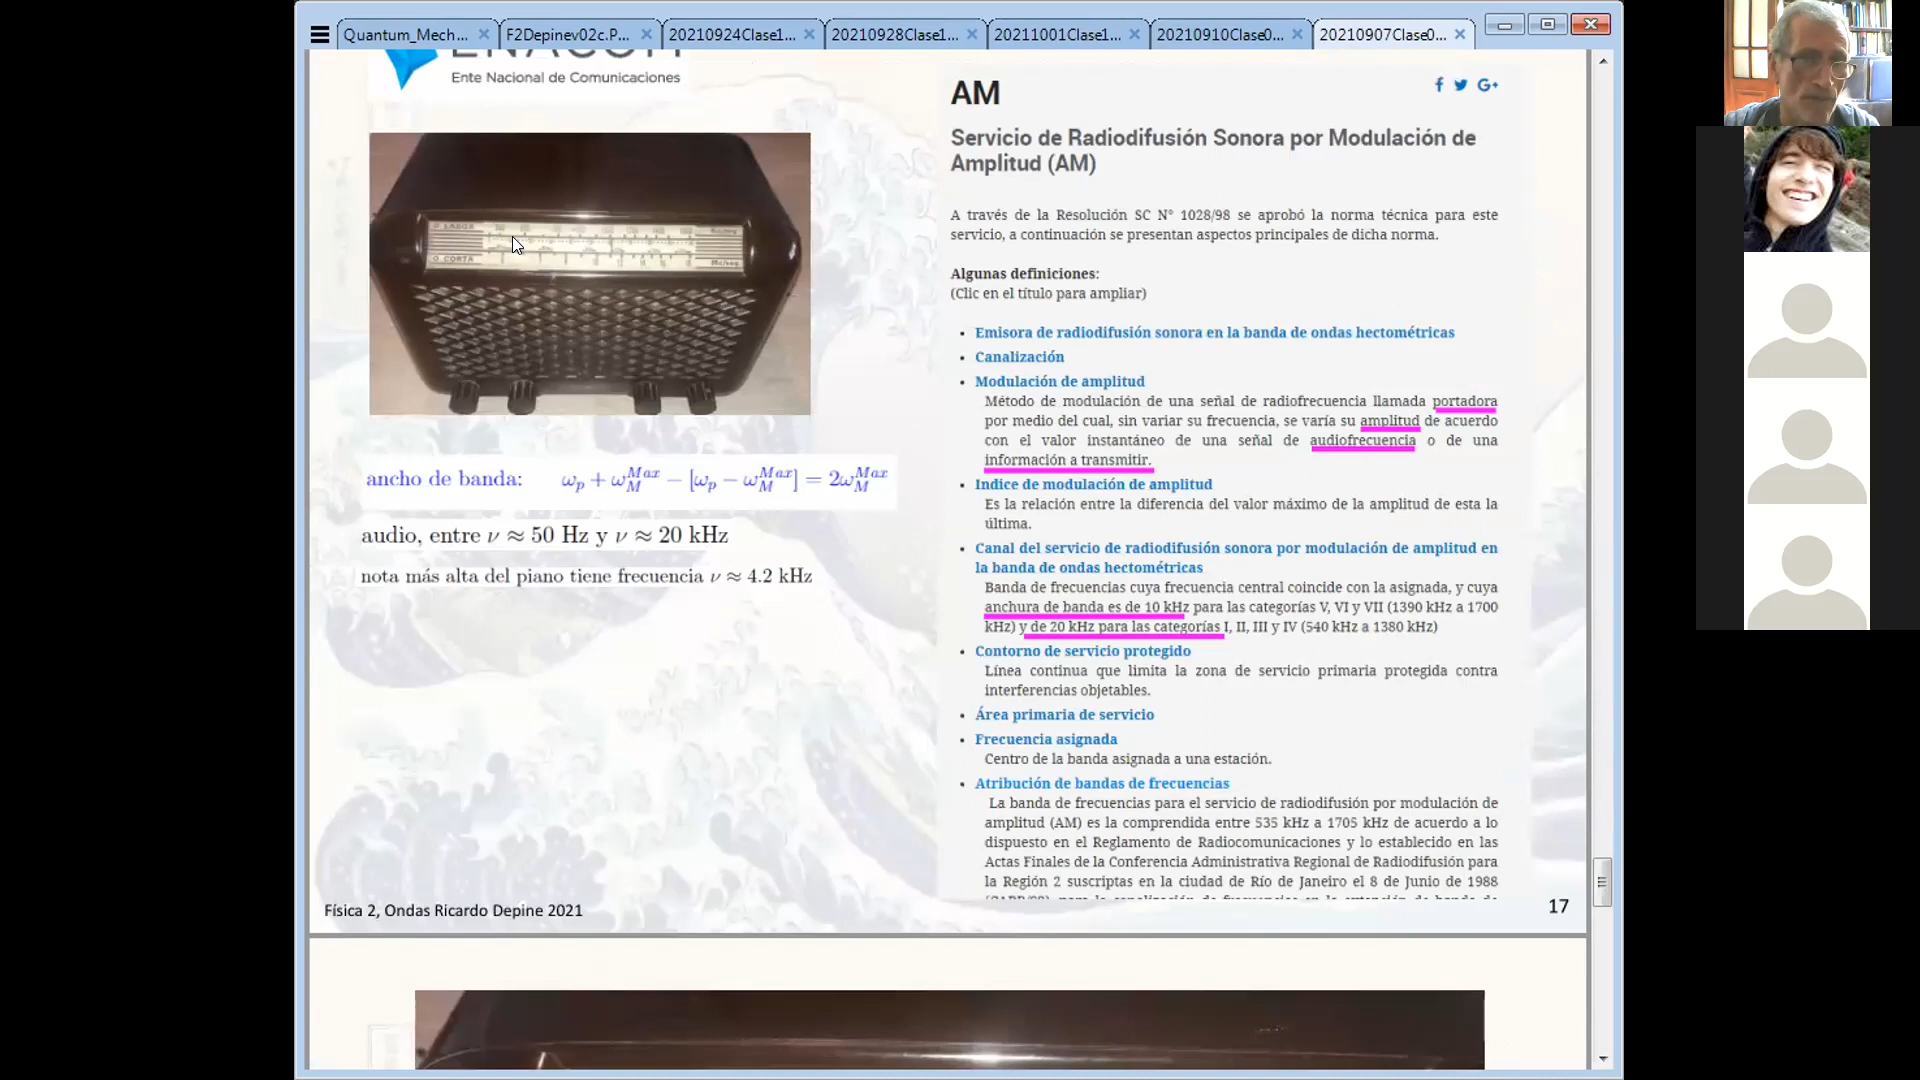 Quantum_Mech...
F2Depinev02c.P...
20210924Clase1...
20210928Clase1...
20211001Clase1...
20210910Clase0...
20210907Clase0...
ENACOM
Ente Nacional de Comunicaciones
O. LARGA
O. CORTA
ancho de banda: ω_p + ω_M^Max − [ω_p − ω_M^Max] = 2ω_M^Max
audio, entre ν ≈ 50 Hz y ν ≈ 20 kHz
nota más alta del piano tiene frecuencia ν ≈ 4.2 kHz
Física 2, Ondas Ricardo Depine 2021
AM
Servicio de Radiodifusión Sonora por Modulación de
Amplitud (AM)
A través de la Resolución SC N° 1028/98 se aprobó la norma técnica para este
servicio, a continuación se presentan aspectos principales de dicha norma.
Algunas definiciones:
(Clic en el título para ampliar)
• Emisora de radiodifusión sonora en la banda de ondas hectométricas
• Canalización
• Modulación de amplitud
Método de modulación de una señal de radiofrecuencia llamada portadora
por medio del cual, sin variar su frecuencia, se varía su amplitud de acuerdo
con el valor instantáneo de una señal de audiofrecuencia o de una
información a transmitir.
• Indice de modulación de amplitud
Es la relación entre la diferencia del valor máximo de la amplitud de esta la
última.
• Canal del servicio de radiodifusión sonora por modulación de amplitud en
la banda de ondas hectométricas
Banda de frecuencias cuya frecuencia central coincide con la asignada, y cuya
anchura de banda es de 10 kHz para las categorías V, VI y VII (1390 kHz a 1700
kHz) y de 20 kHz para las categorías I, II, III y IV (540 kHz a 1380 kHz)
• Contorno de servicio protegido
Línea continua que limita la zona de servicio primaria protegida contra
interferencias objetables.
• Área primaria de servicio
• Frecuencia asignada
Centro de la banda asignada a una estación.
• Atribución de bandas de frecuencias
La banda de frecuencias para el servicio de radiodifusión por modulación de
amplitud (AM) es la comprendida entre 535 kHz a 1705 kHz de acuerdo a lo
dispuesto en el Reglamento de Radiocomunicaciones y lo establecido en las
Actas Finales de la Conferencia Administrativa Regional de Radiodifusión para
la Región 2 suscriptas en la ciudad de Río de Janeiro el 8 de Junio de 1988
17